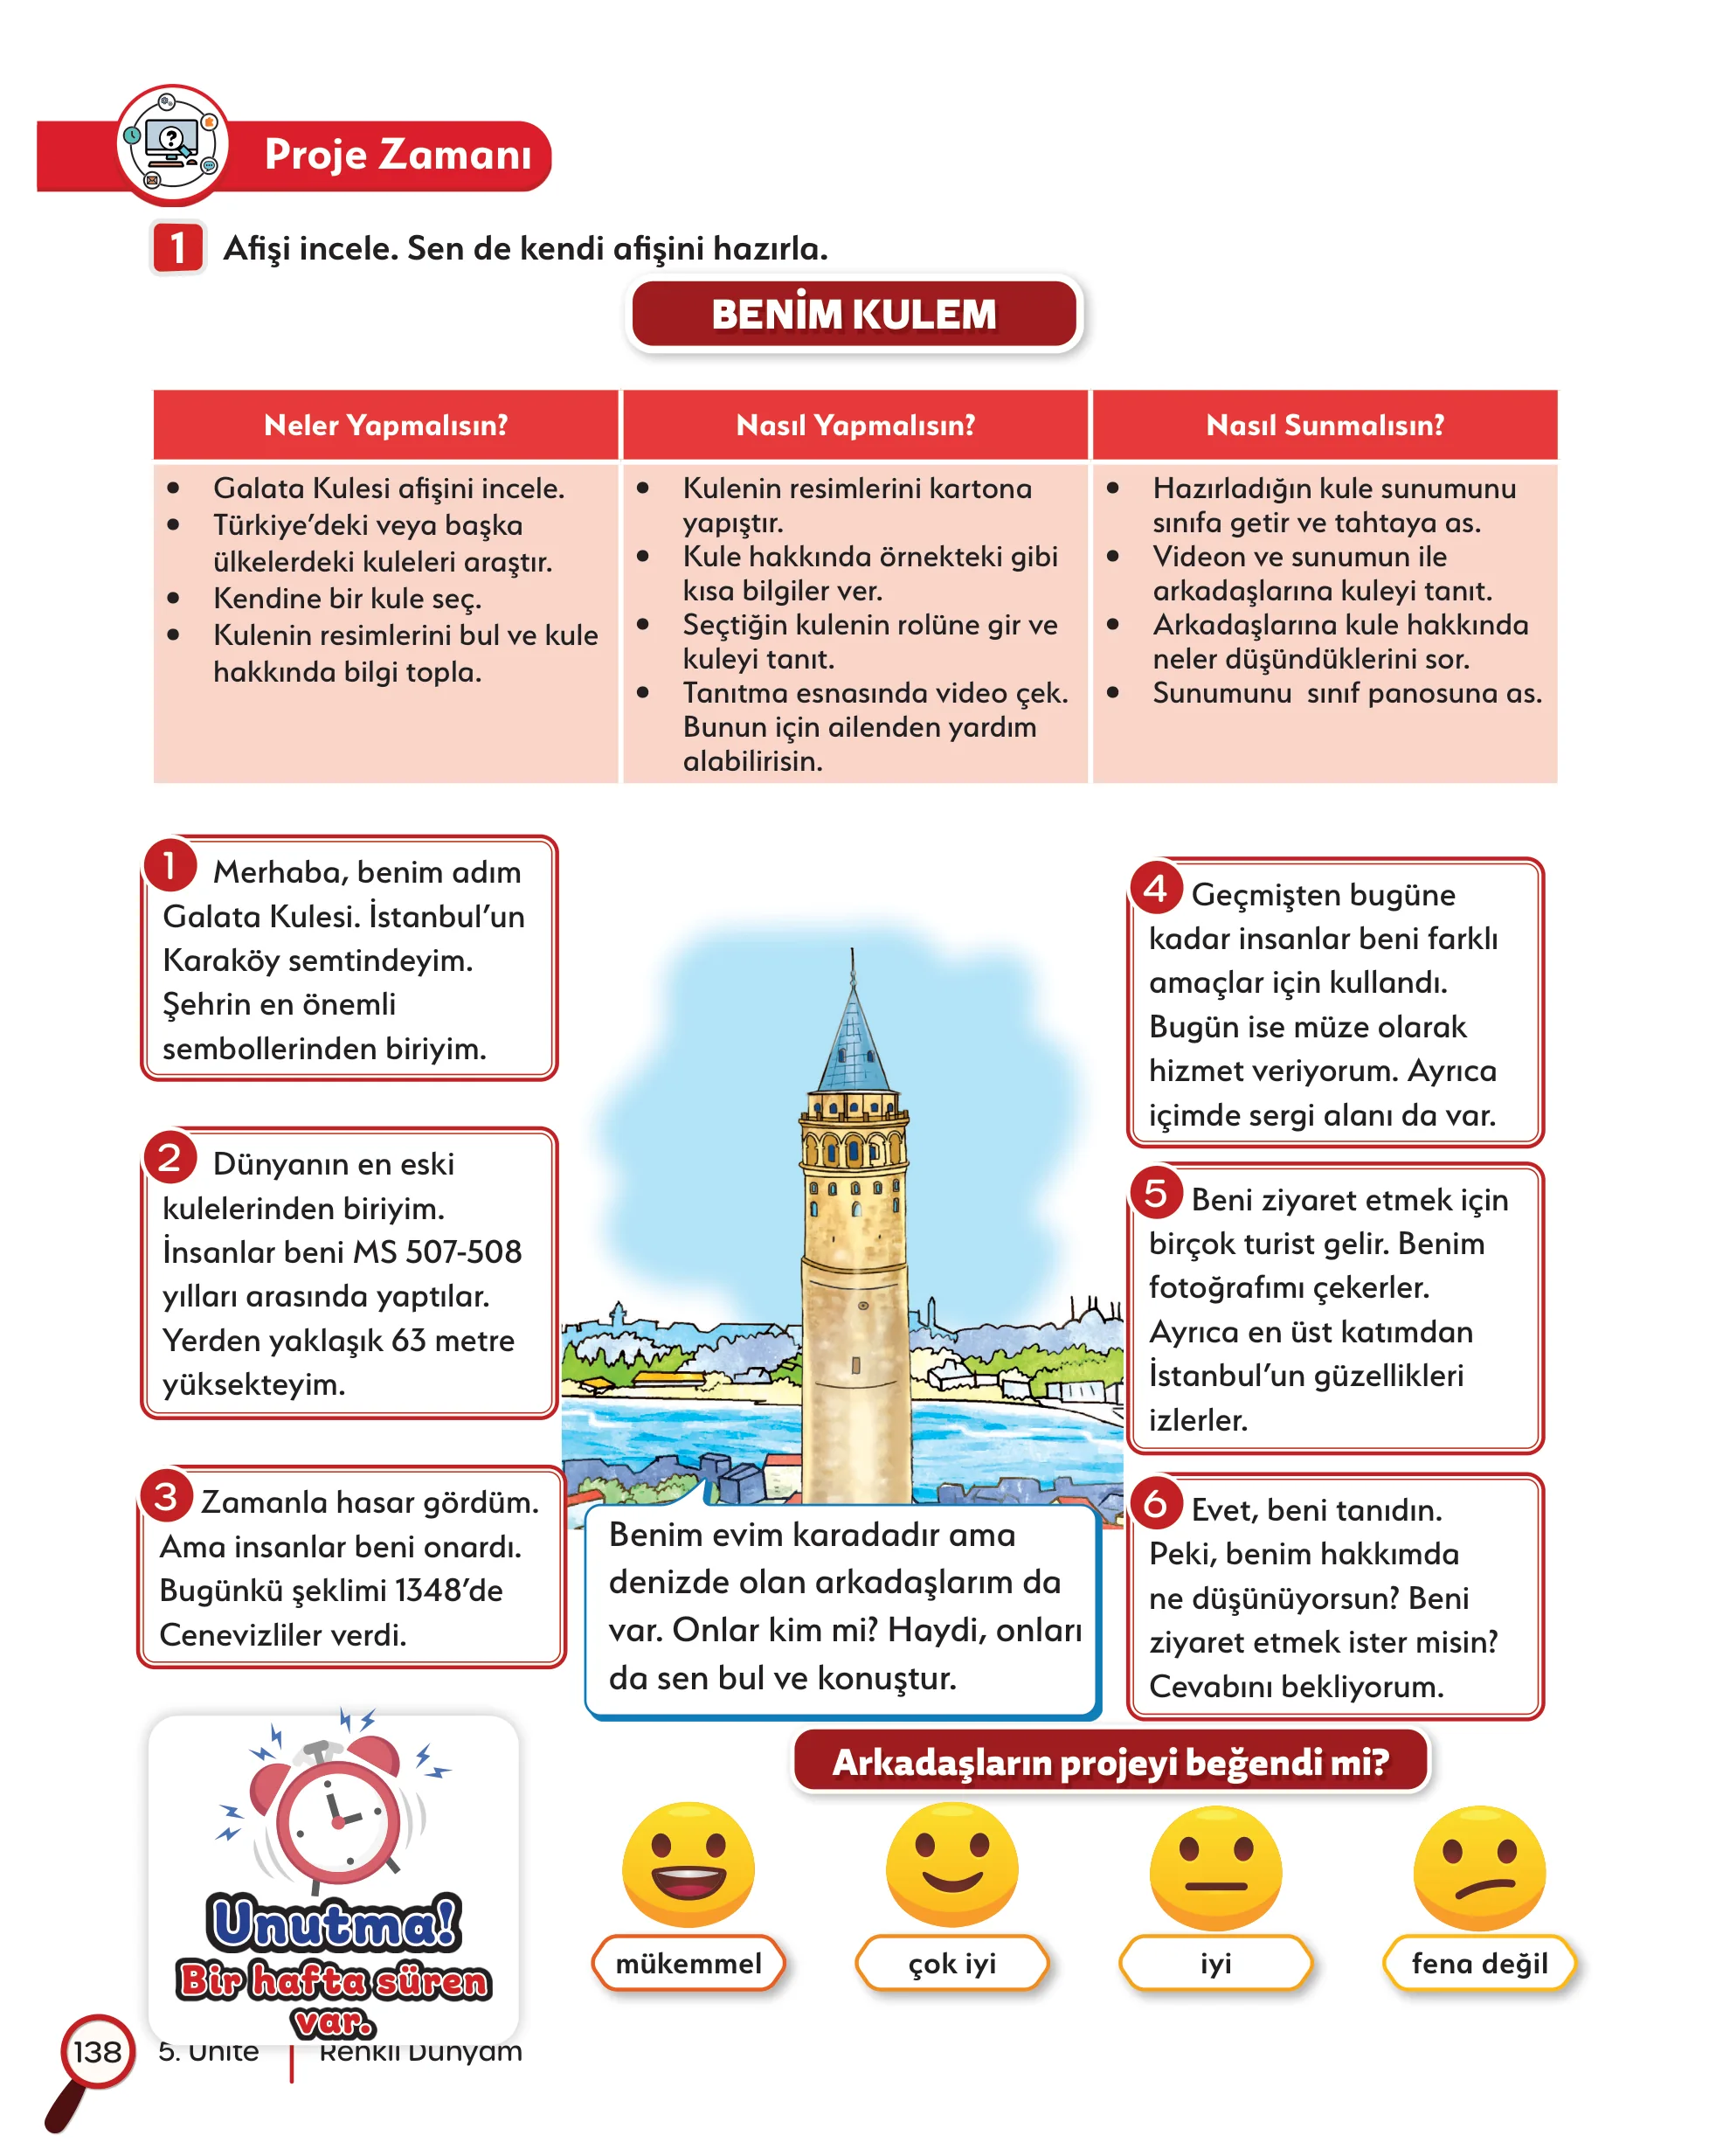 Proje Zamanı
1 Afişi incele. Sen de kendi afişini hazırla.
BENİM KULEM
Neler Yapmalısın?
• Galata Kulesi afişini incele.
• Türkiye’deki veya başka
ülkelerdeki kuleleri araştır.
• Kendine bir kule seç.
• Kulenin resimlerini bul ve kule
hakkında bilgi topla.
Nasıl Yapmalısın?
• Kulenin resimlerini kartona
yapıştır.
• Kule hakkında örnekteki gibi
kısa bilgiler ver.
• Seçtiğin kulenin rolüne gir ve
kuleyi tanıt.
• Tanıtma esnasında video çek.
Bunun için ailenden yardım
alabilirisin.
Nasıl Sunmalısın?
• Hazırladığın kule sunumunu
sınıfa getir ve tahtaya as.
• Videon ve sunumun ile
arkadaşlarına kuleyi tanıt.
• Arkadaşlarına kule hakkında
neler düşündüklerini sor.
• Sunumunu sınıf panosuna as.
1 Merhaba, benim adım
Galata Kulesi. İstanbul’un
Karaköy semtindeyim.
Şehrin en önemli
sembollerinden biriyim.
2 Dünyanın en eski
kulelerinden biriyim.
İnsanlar beni MS 507-508
yılları arasında yaptılar.
Yerden yaklaşık 63 metre
yüksekteyim.
3 Zamanla hasar gördüm.
Ama insanlar beni onardı.
Bugünkü şeklimi 1348’de
Cenevizliler verdi.
Benim evim karadadır ama
denizde olan arkadaşlarım da
var. Onlar kim mi? Haydi, onları
da sen bul ve konuştur.
4 Geçmişten bugüne
kadar insanlar beni farklı
amaçlar için kullandı.
Bugün ise müze olarak
hizmet veriyorum. Ayrıca
içimde sergi alanı da var.
5 Beni ziyaret etmek için
birçok turist gelir. Benim
fotoğrafımı çekerler.
Ayrıca en üst katımdan
İstanbul’un güzellikleri
izlerler.
6 Evet, beni tanıdın.
Peki, benim hakkımda
ne düşünüyorsun? Beni
ziyaret etmek ister misin?
Cevabını bekliyorum.
Unutma!
Bir hafta süren
var.
Arkadaşların projeyi beğendi mi?
mükemmel
çok iyi
iyi
fena değil
138 5. Ünite Renkli Dünyam